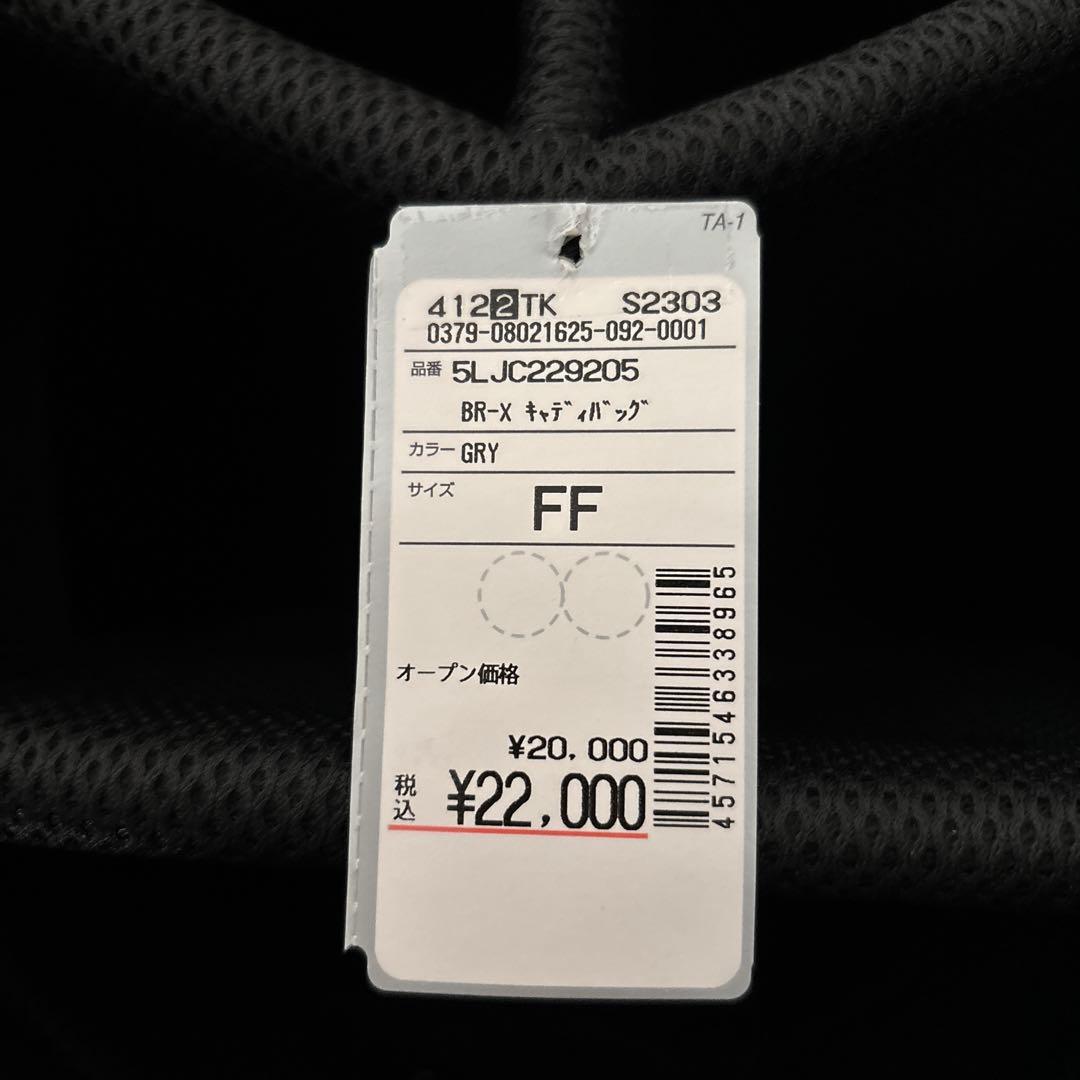 TA-1
4122TK S2303
0379-08021625-092-0001
品番 5LJC229205
BR-X ｷｬﾃﾞｨﾊﾞｯｸﾞ
カラー GRY
サイズ FF
オープン価格
¥20,000
税込 ¥22,000
4571546338965